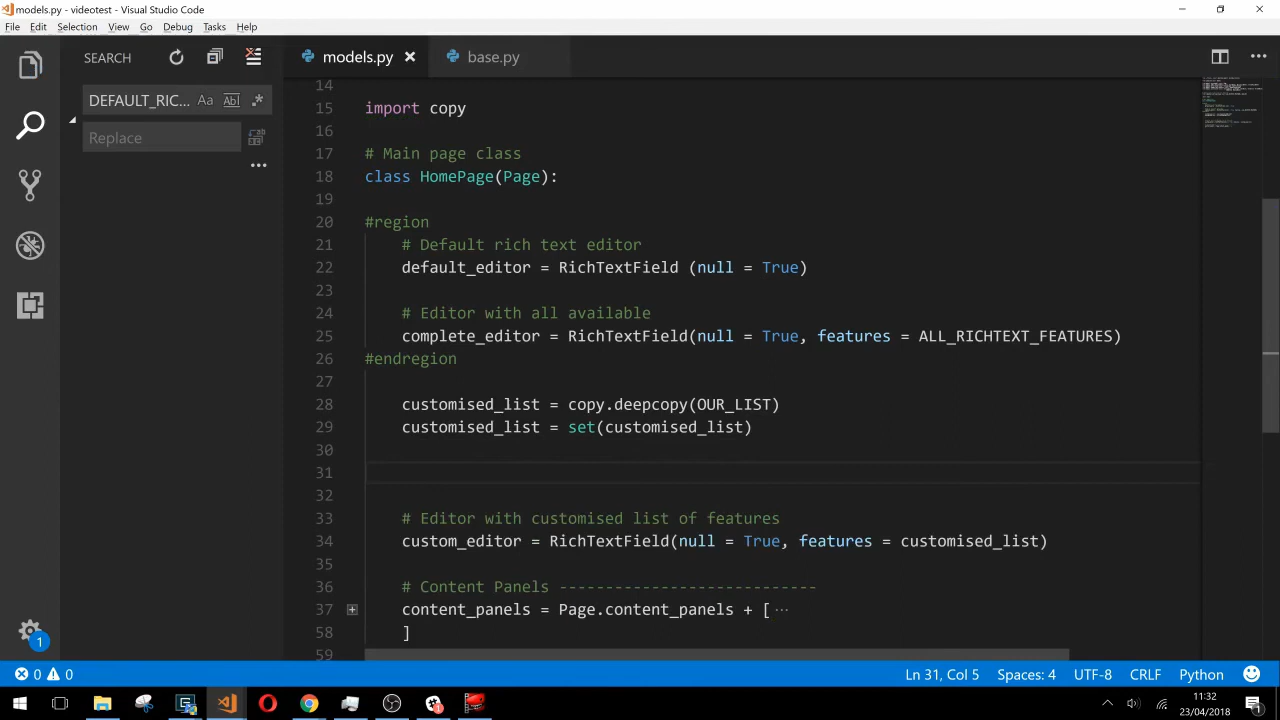 models.py - videotest - Visual Studio Code
File Edit Selection View Go Debug Tasks Help
SEARCH
DEFAULT_RIC... Aa Ab| .*
Replace
models.py
base.py
14
15 import copy
16
17 # Main page class
18 class HomePage(Page):
19
20 #region
21 # Default rich text editor
22 default_editor = RichTextField (null = True)
23
24 # Editor with all available
25 complete_editor = RichTextField(null = True, features = ALL_RICHTEXT_FEATURES)
26 #endregion
27
28 customised_list = copy.deepcopy(OUR_LIST)
29 customised_list = set(customised_list)
30
31
32
33 # Editor with customised list of features
34 custom_editor = RichTextField(null = True, features = customised_list)
35
36 # Content Panels ----------------------------
37 content_panels = Page.content_panels + [ ...
58 ]
59
1
0 0 Ln 31, Col 5 Spaces: 4 UTF-8 CRLF Python
11:32
23/04/2018
1